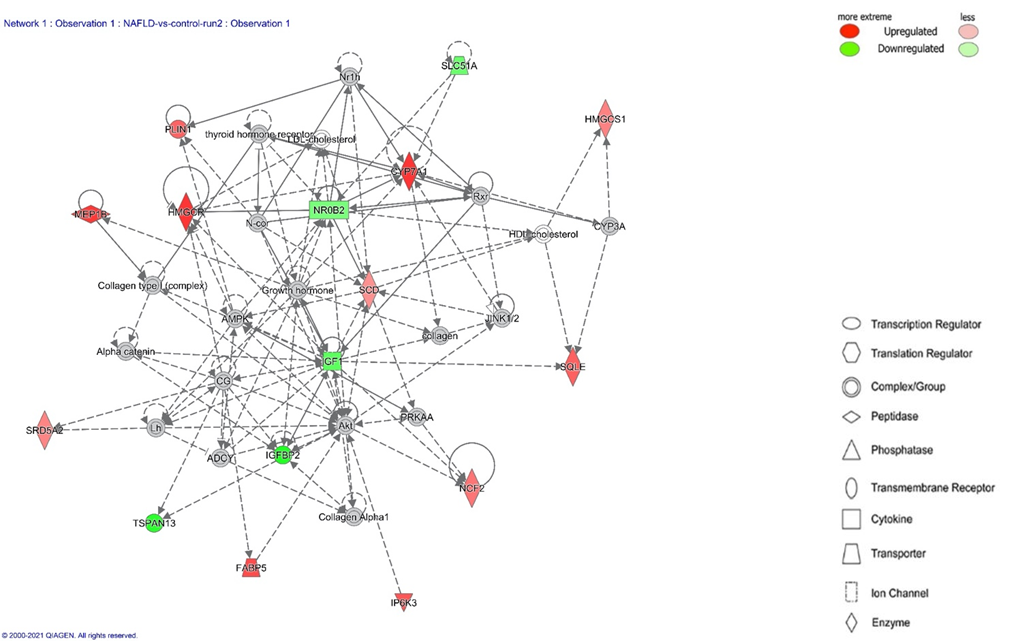 Network 1 : Observation 1 : NAFLD-vs-control-run2 : Observation 1
more extreme less
Upregulated
Downregulated
SLC51A
Nr1h
HMGCS1
PLIN1
thyroid hormone receptor
LDL-cholesterol
CYP7A1
Rxr
MEP1B
HMGCR
NR0B2
N-cor
HDL-cholesterol
CYP3A
Collagen type I (complex)
Growth hormone
SCD
AMPK
JINK1/2
collagen
Alpha catenin
IGF1
SQLE
CG
PRKAA
SRD5A2
Lh
Akt
ADCY
IGFBP2
NCF2
TSPAN13
Collagen Alpha1
FABP5
IP6K3
Transcription Regulator
Translation Regulator
Complex/Group
Peptidase
Phosphatase
Transmembrane Receptor
Cytokine
Transporter
Ion Channel
Enzyme
© 2000-2021 QIAGEN. All rights reserved.